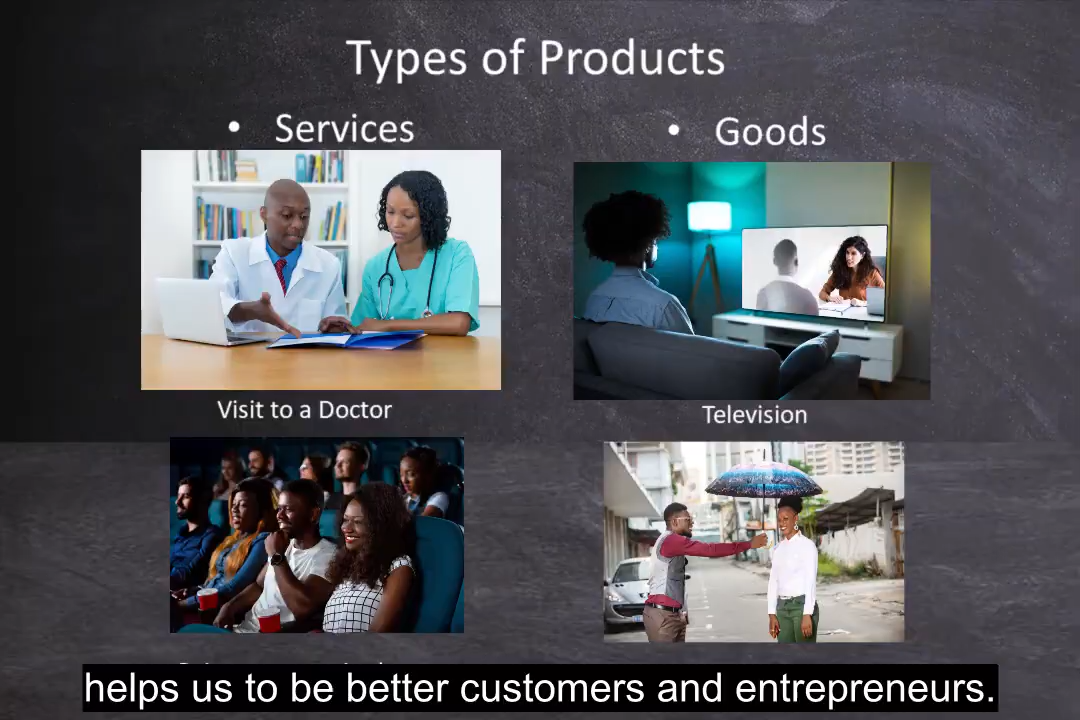 Types of Products
• Services
• Goods
Visit to a Doctor
Television
helps us to be better customers and entrepreneurs.